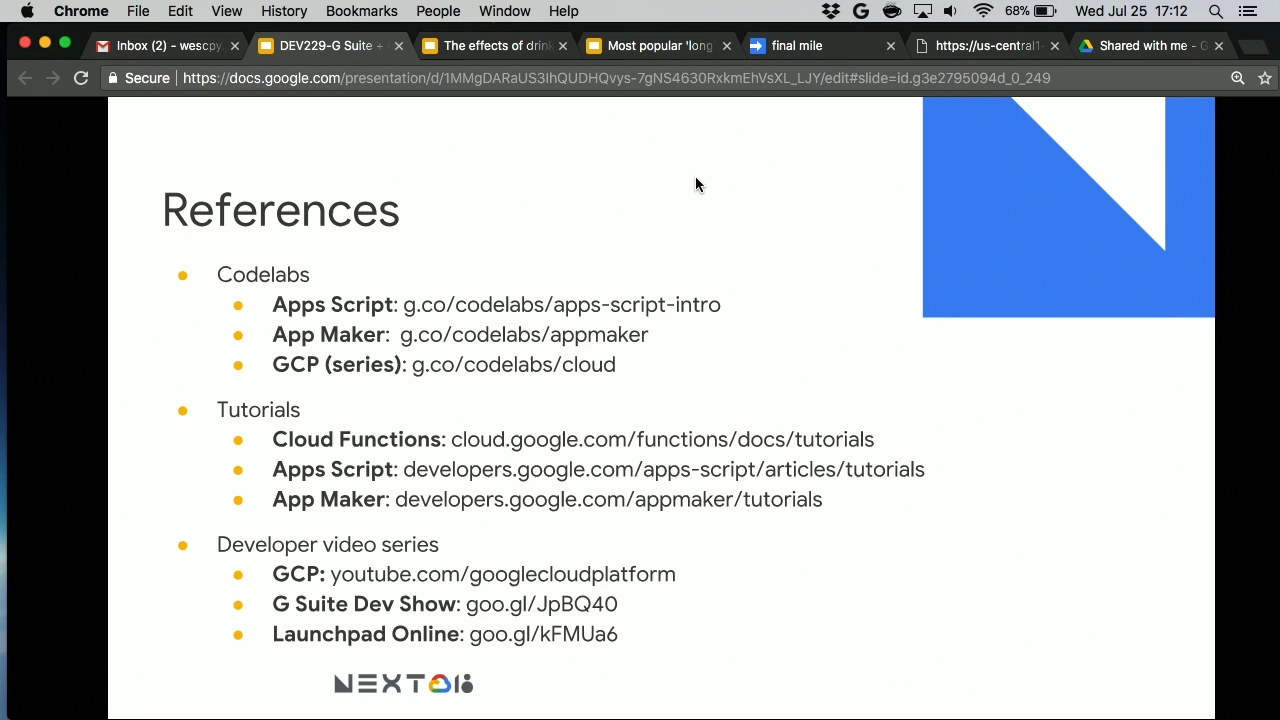 Chrome File Edit View History Bookmarks People Window Help 68% Wed Jul 25 17:12
Inbox (2) - wescpy DEV229-G Suite + The effects of drin Most popular 'long final mile https://us-central1- Shared with me - G
Secure https://docs.google.com/presentation/d/1MMgDARaUS3IhQUDHQvys-7gNS4630RxkmEhVsXL_LJY/edit#slide=id.g3e2795094d_0_249
References
Codelabs
Apps Script: g.co/codelabs/apps-script-intro
App Maker: g.co/codelabs/appmaker
GCP (series): g.co/codelabs/cloud
Tutorials
Cloud Functions: cloud.google.com/functions/docs/tutorials
Apps Script: developers.google.com/apps-script/articles/tutorials
App Maker: developers.google.com/appmaker/tutorials
Developer video series
GCP: youtube.com/googlecloudplatform
G Suite Dev Show: goo.gl/JpBQ40
Launchpad Online: goo.gl/kFMUa6
NEXT 18